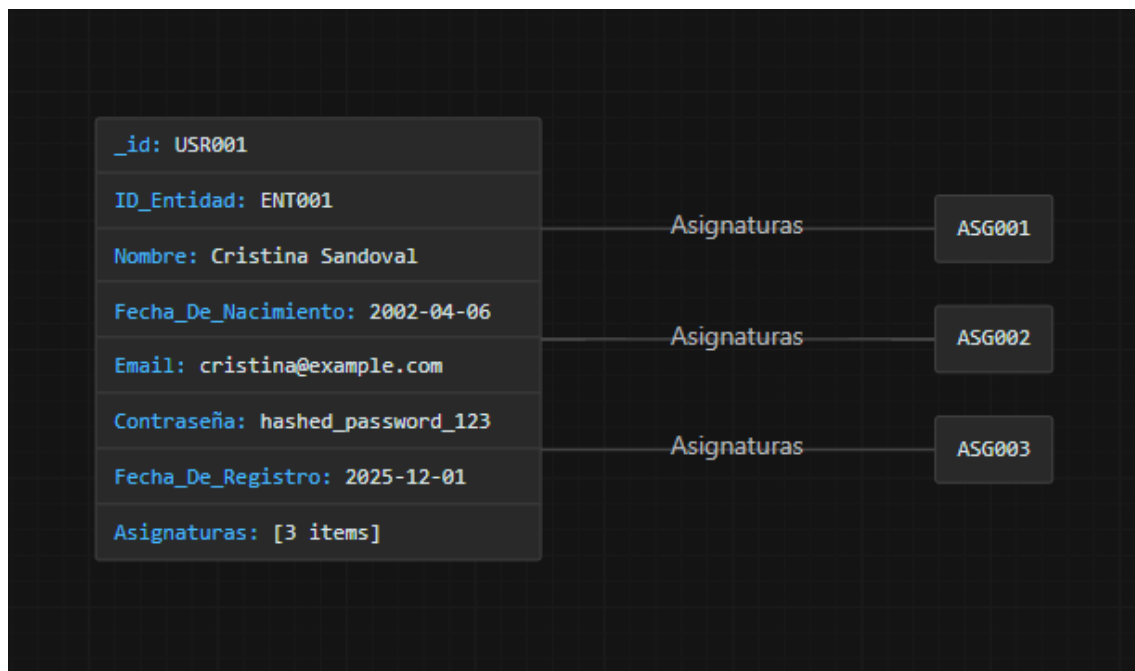 _id: USR001
ID_Entidad: ENT001
Nombre: Cristina Sandoval
Fecha_De_Nacimiento: 2002-04-06
Email: cristina@example.com
Contraseña: hashed_password_123
Fecha_De_Registro: 2025-12-01
Asignaturas: [3 items]
Asignaturas
ASG001
Asignaturas
ASG002
Asignaturas
ASG003